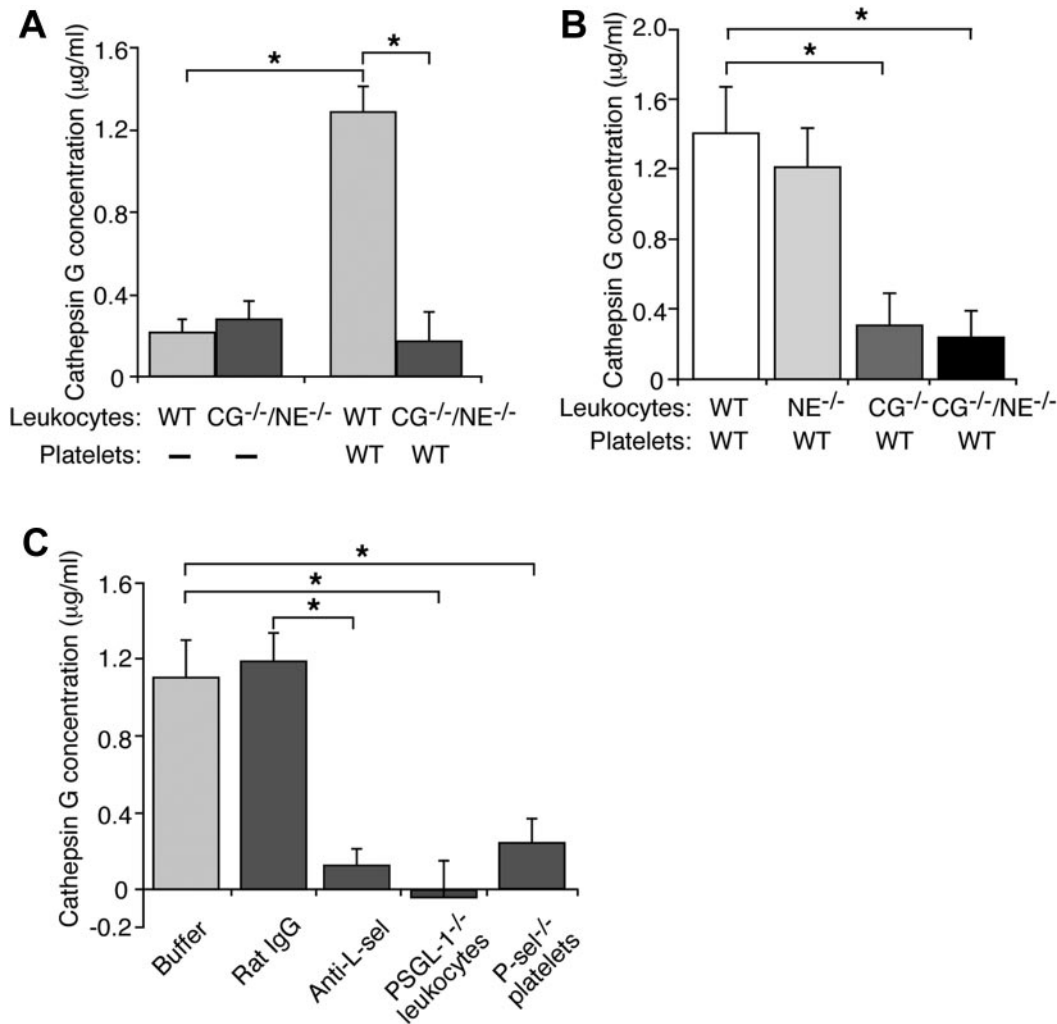 A
Cathepsin G concentration (μg/ml)
1.6
1.2
0.8
0.4
0
*
*
Leukocytes: WT CG-/-/NE-/- WT CG-/-/NE-/-
Platelets: – – WT WT
B
Cathepsin G concentration (μg/ml)
2.0
1.6
1.2
0.8
0.4
0
*
*
Leukocytes: WT NE-/- CG-/- CG-/-/NE-/-
Platelets: WT WT WT WT
C
Cathepsin G concentration (μg/ml)
1.6
1.2
0.8
0.4
0
-0.2
*
*
*
Buffer
Rat IgG
Anti-L-sel
PSGL-1-/-
leukocytes
P-sel-/-
platelets